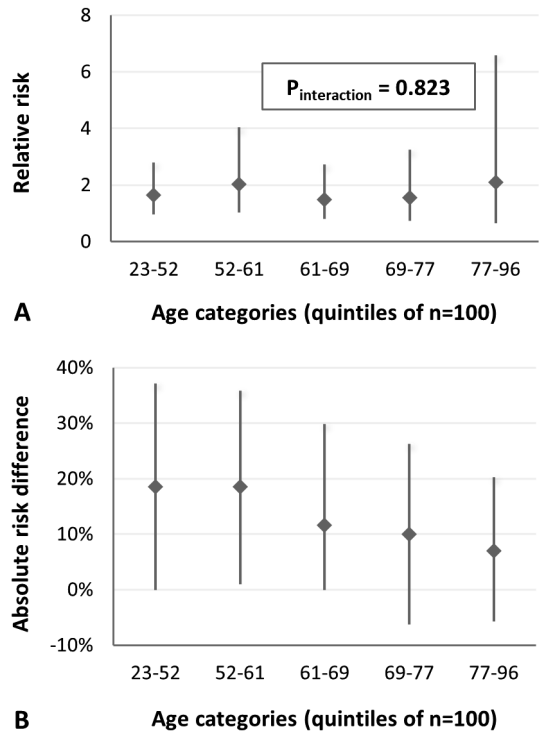 8
6
4
2
0
Relative risk
Pinteraction = 0.823
23-52 52-61 61-69 69-77 77-96
A Age categories (quintiles of n=100)
40%
30%
20%
10%
0%
-10%
Absolute risk difference
23-52 52-61 61-69 69-77 77-96
B Age categories (quintiles of n=100)